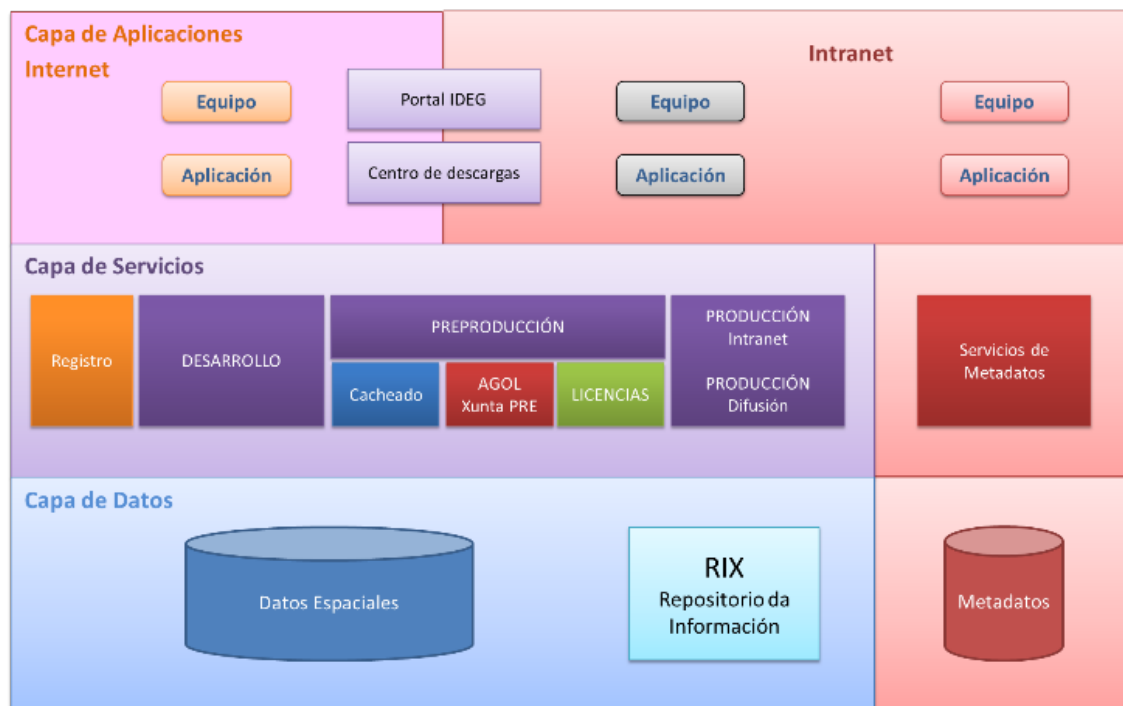 Capa de Aplicaciones
Internet
Intranet
Equipo
Portal IDEG
Equipo
Equipo
Aplicación
Centro de descargas
Aplicación
Aplicación
Capa de Servicios
Registro
DESARROLLO
PREPRODUCCIÓN
Cacheado
AGOL
Xunta PRE
LICENCIAS
PRODUCCIÓN
Intranet
PRODUCCIÓN
Difusión
Servicios de
Metadatos
Capa de Datos
Datos Espaciales
RIX
Repositorio da
Información
Metadatos